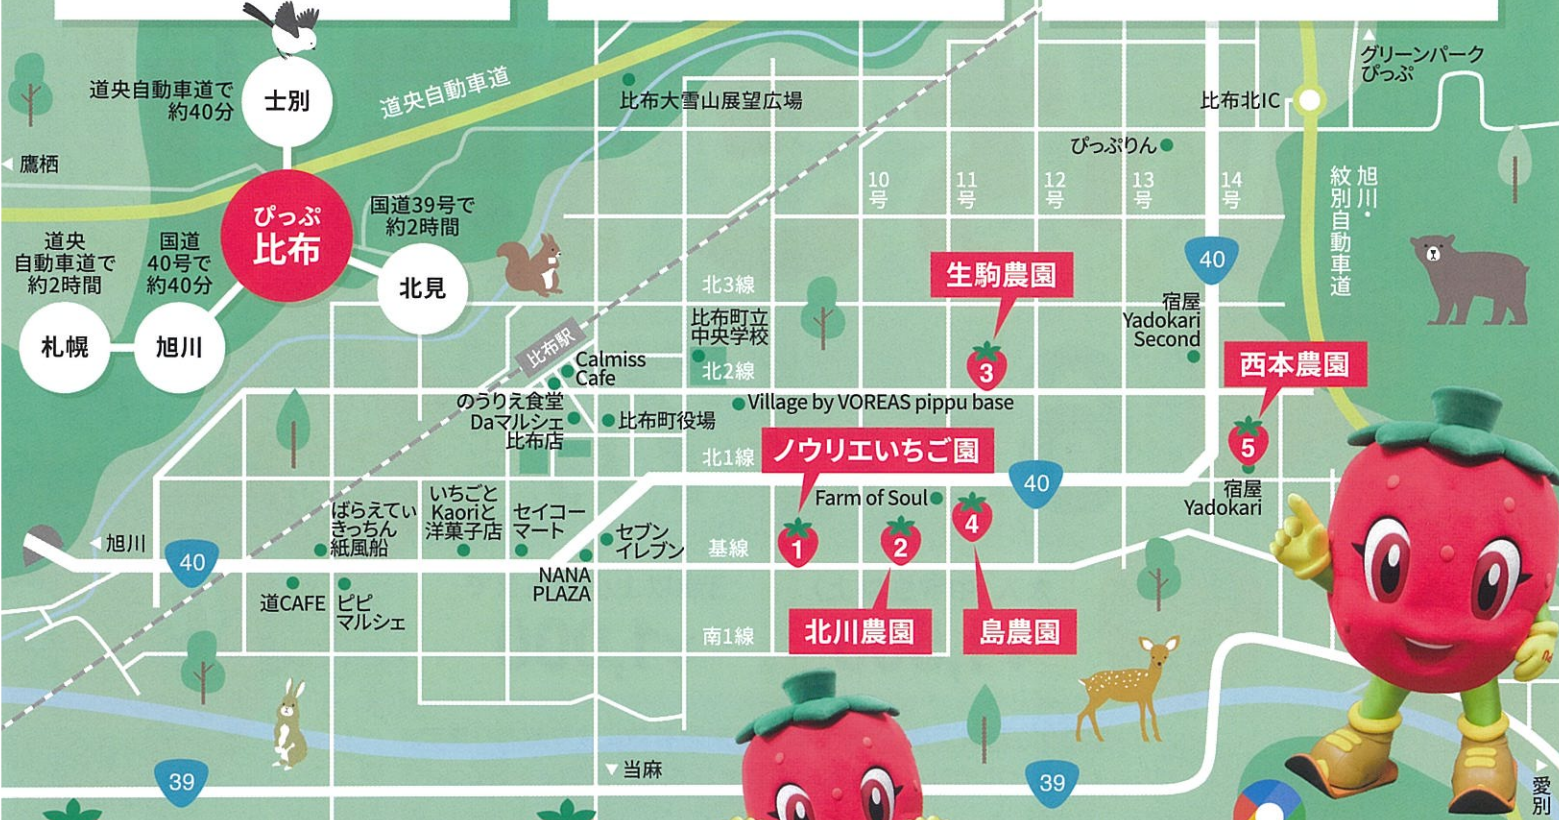 道央自動車道で
約40分
士別
道央自動車道
鷹栖
ぴっぷ
比布
国道39号で
約2時間
北見
道央
自動車道で
約2時間
国道
40号で
約40分
札幌
旭川
比布大雪山展望広場
グリーンパーク
ぴっぷ
比布北IC
ぴっぷりん
10
号
11
号
12
号
13
号
14
号
旭川・
紋別自動車道
40
生駒農園
3
北3線
比布町立
中央学校
宿屋
Yadokari
Second
西本農園
5
比布駅
Calmiss
Cafe
北2線
のうりえ食堂
Daマルシェ
比布店
比布町役場
Village by VOREAS pippu base
北1線
ノウリエいちご園
40
宿屋
Yadokari
Farm of Soul
ばらえてい
きっちん
紙風船
いちごと
Kaoriと
洋菓子店
セイコー
マート
セブン
イレブン
基線
1
2
4
旭川
40
NANA
PLAZA
道CAFE
ピピ
マルシェ
南1線
北川農園
島農園
39
当麻
39
愛別